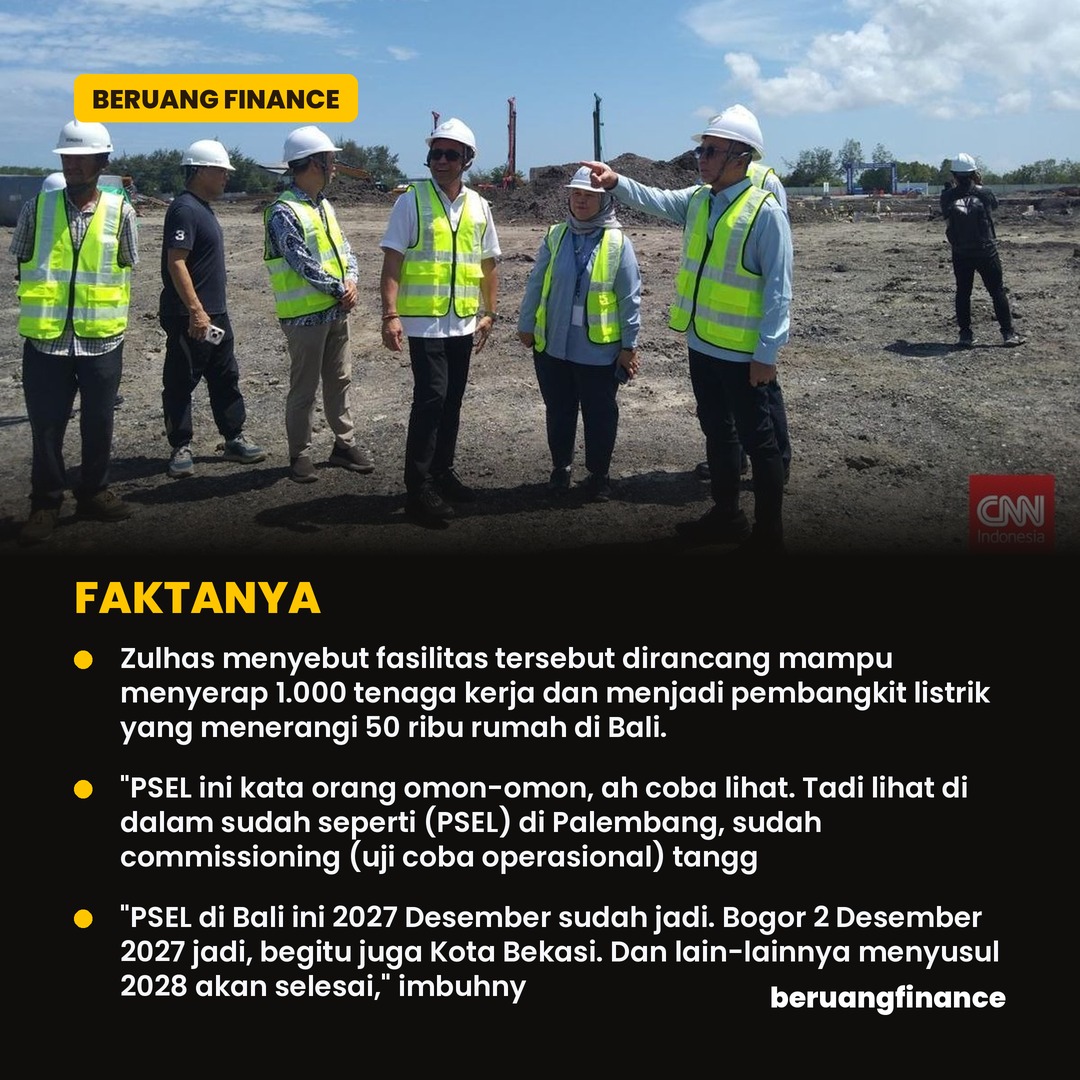 BERUANG FINANCE
3
CNN
Indonesia
FAKTANYA
Zulhas menyebut fasilitas tersebut dirancang mampu
menyerap 1.000 tenaga kerja dan menjadi pembangkit listrik
yang menerangi 50 ribu rumah di Bali.
"PSEL ini kata orang omon-omon, ah coba lihat. Tadi lihat di
dalam sudah seperti (PSEL) di Palembang, sudah
commissioning (uji coba operasional) tangg
"PSEL di Bali ini 2027 Desember sudah jadi. Bogor 2 Desember
2027 jadi, begitu juga Kota Bekasi. Dan lain-lainnya menyusul
2028 akan selesai," imbuhny
beruangfinance